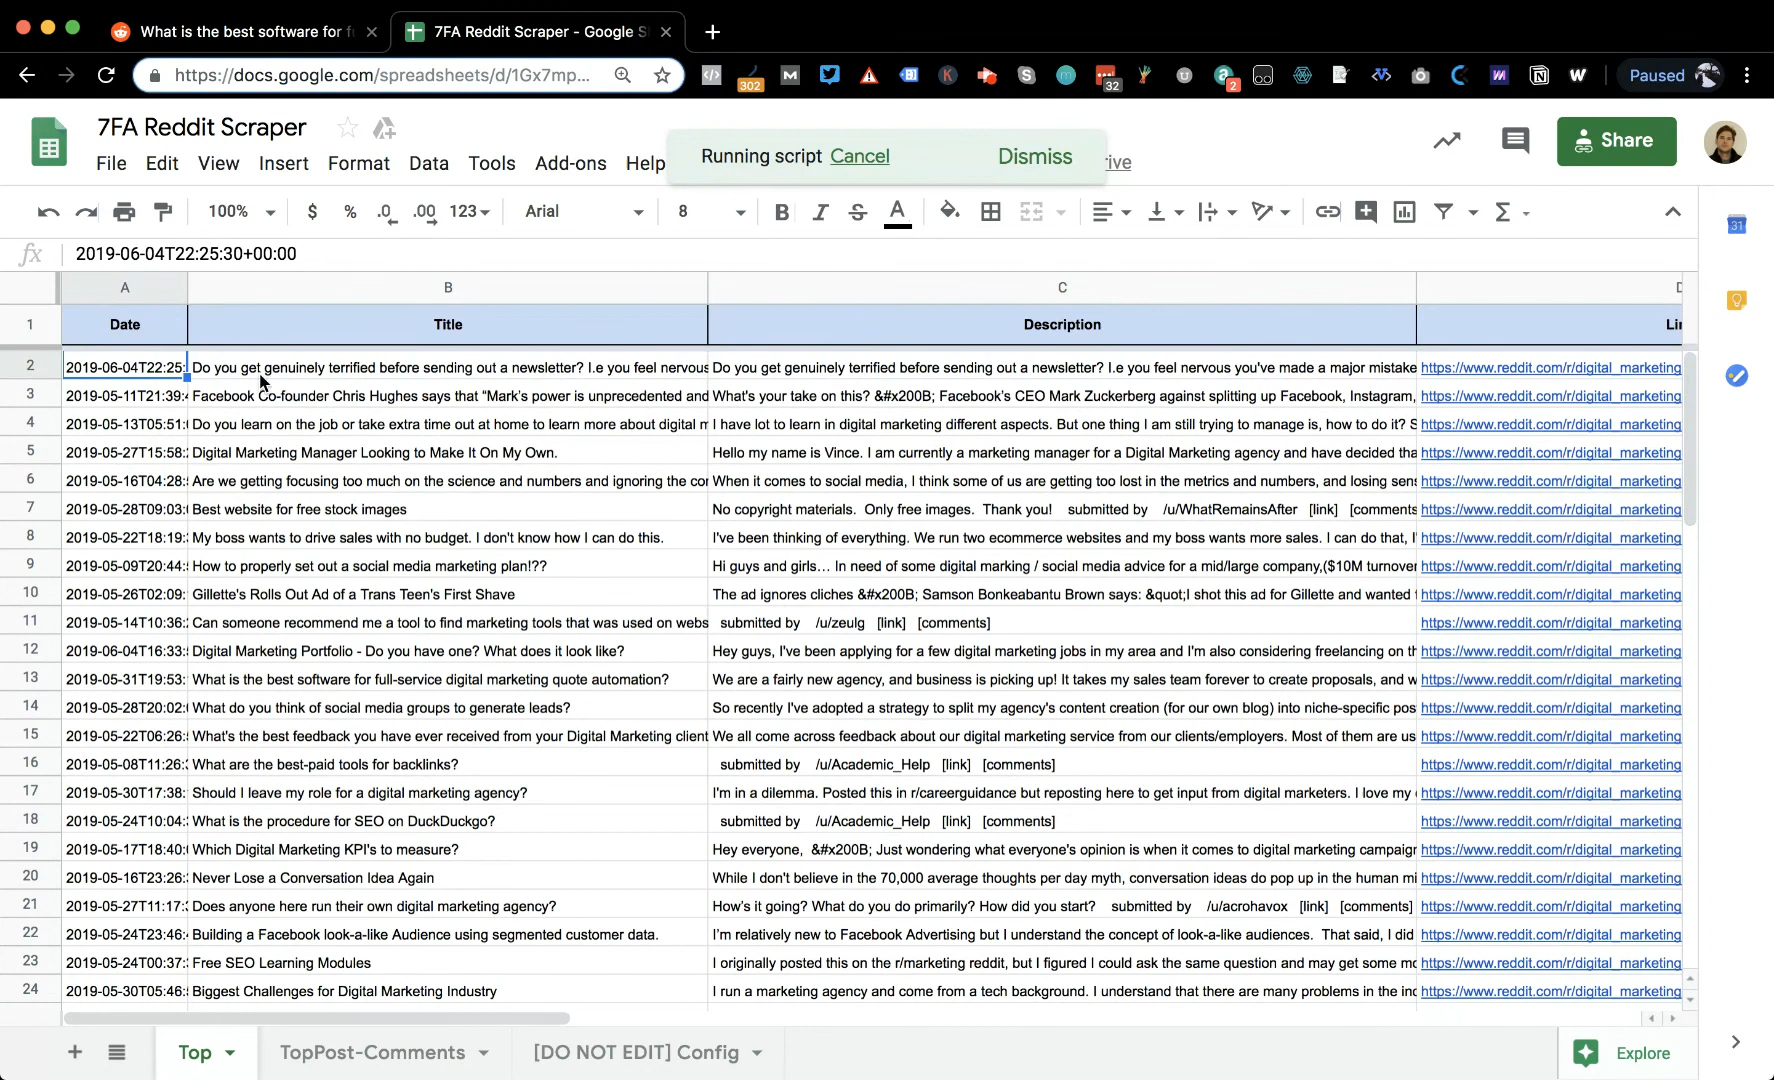 What is the best software for f
7FA Reddit Scraper - Google S
https://docs.google.com/spreadsheets/d/1Gx7mp...
302
32
2
Paused
7FA Reddit Scraper
File Edit View Insert Format Data Tools Add-ons Help
Running script Cancel Dismiss
rive
Share
100% $ % .0 .00 123 Arial 8 B I S A
31
fx 2019-06-04T22:25:30+00:00
A B C D
1 Date Title Description Lin
2 2019-06-04T22:25: Do you get genuinely terrified before sending out a newsletter? I.e you feel nervous Do you get genuinely terrified before sending out a newsletter? I.e you feel nervous you've made a major mistake https://www.reddit.com/r/digital_marketing
3 2019-05-11T21:39:4 Facebook Co-founder Chris Hughes says that “Mark’s power is unprecedented and What's your take on this? &#x200B; Facebook’s CEO Mark Zuckerberg against splitting up Facebook, Instagram, https://www.reddit.com/r/digital_marketing
4 2019-05-13T05:51: Do you learn on the job or take extra time out at home to learn more about digital m I have lot to learn in digital marketing different aspects. But one thing I am still trying to manage is, how to do it? S https://www.reddit.com/r/digital_marketing
5 2019-05-27T15:58: Digital Marketing Manager Looking to Make It On My Own. Hello my name is Vince. I am currently a marketing manager for a Digital Marketing agency and have decided tha https://www.reddit.com/r/digital_marketing
6 2019-05-16T04:28: Are we getting focusing too much on the science and numbers and ignoring the cor When it comes to social media, I think some of us are getting too lost in the metrics and numbers, and losing sens https://www.reddit.com/r/digital_marketing
7 2019-05-28T09:03: Best website for free stock images No copyright materials. Only free images. Thank you! submitted by /u/WhatRemainsAfter [link] [comments https://www.reddit.com/r/digital_marketing
8 2019-05-22T18:19: My boss wants to drive sales with no budget. I don't know how I can do this. I've been thinking of everything. We run two ecommerce websites and my boss wants more sales. I can do that, I' https://www.reddit.com/r/digital_marketing
9 2019-05-09T20:44: How to properly set out a social media marketing plan!?? Hi guys and girls… In need of some digital marking / social media advice for a mid/large company,($10M turnover https://www.reddit.com/r/digital_marketing
10 2019-05-26T02:09: Gillette's Rolls Out Ad of a Trans Teen's First Shave The ad ignores cliches &#x200B; Samson Bonkeabantu Brown says: &quot;I shot this ad for Gillette and wanted https://www.reddit.com/r/digital_marketing
11 2019-05-14T10:36: Can someone recommend me a tool to find marketing tools that was used on webs submitted by /u/zeulg [link] [comments] https://www.reddit.com/r/digital_marketing
12 2019-06-04T16:33: Digital Marketing Portfolio - Do you have one? What does it look like? Hey guys, I've been applying for a few digital marketing jobs in my area and I'm also considering freelancing on th https://www.reddit.com/r/digital_marketing
13 2019-05-31T19:53: What is the best software for full-service digital marketing quote automation? We are a fairly new agency, and business is picking up! It takes my sales team forever to create proposals, and w https://www.reddit.com/r/digital_marketing
14 2019-05-28T20:02: What do you think of social media groups to generate leads? So recently I've adopted a strategy to split my agency's content creation (for our own blog) into niche-specific pos https://www.reddit.com/r/digital_marketing
15 2019-05-22T06:26: What's the best feedback you have ever received from your Digital Marketing client We all come across feedback about our digital marketing service from our clients/employers. Most of them are us https://www.reddit.com/r/digital_marketing
16 2019-05-08T11:26: What are the best-paid tools for backlinks? submitted by /u/Academic_Help [link] [comments] https://www.reddit.com/r/digital_marketing
17 2019-05-30T17:38: Should I leave my role for a digital marketing agency? I'm in a dilemma. Posted this in r/careerguidance but reposting here to get input from digital marketers. I love my https://www.reddit.com/r/digital_marketing
18 2019-05-24T10:04: What is the procedure for SEO on DuckDuckgo? submitted by /u/Academic_Help [link] [comments] https://www.reddit.com/r/digital_marketing
19 2019-05-17T18:40: Which Digital Marketing KPI's to measure? Hey everyone, &#x200B; Just wondering what everyone's opinion is when it comes to digital marketing campaigr https://www.reddit.com/r/digital_marketing
20 2019-05-16T23:26: Never Lose a Conversation Idea Again While I don't believe in the 70,000 average thoughts per day myth, conversation ideas do pop up in the human mi https://www.reddit.com/r/digital_marketing
21 2019-05-27T11:17: Does anyone here run their own digital marketing agency? How’s it going? What do you do primarily? How did you start? submitted by /u/acrohavox [link] [comments] https://www.reddit.com/r/digital_marketing
22 2019-05-24T23:46: Building a Facebook look-a-like Audience using segmented customer data. I’m relatively new to Facebook Advertising but I understand the concept of look-a-like audiences. That said, I did https://www.reddit.com/r/digital_marketing
23 2019-05-24T00:37: Free SEO Learning Modules I originally posted this on the r/marketing reddit, but I figured I could ask the same question and may get some mo https://www.reddit.com/r/digital_marketing
24 2019-05-30T05:46: Biggest Challenges for Digital Marketing Industry I run a marketing agency and come from a tech background. I understand that there are many problems in the inc https://www.reddit.com/r/digital_marketing
Top TopPost-Comments [DO NOT EDIT] Config Explore